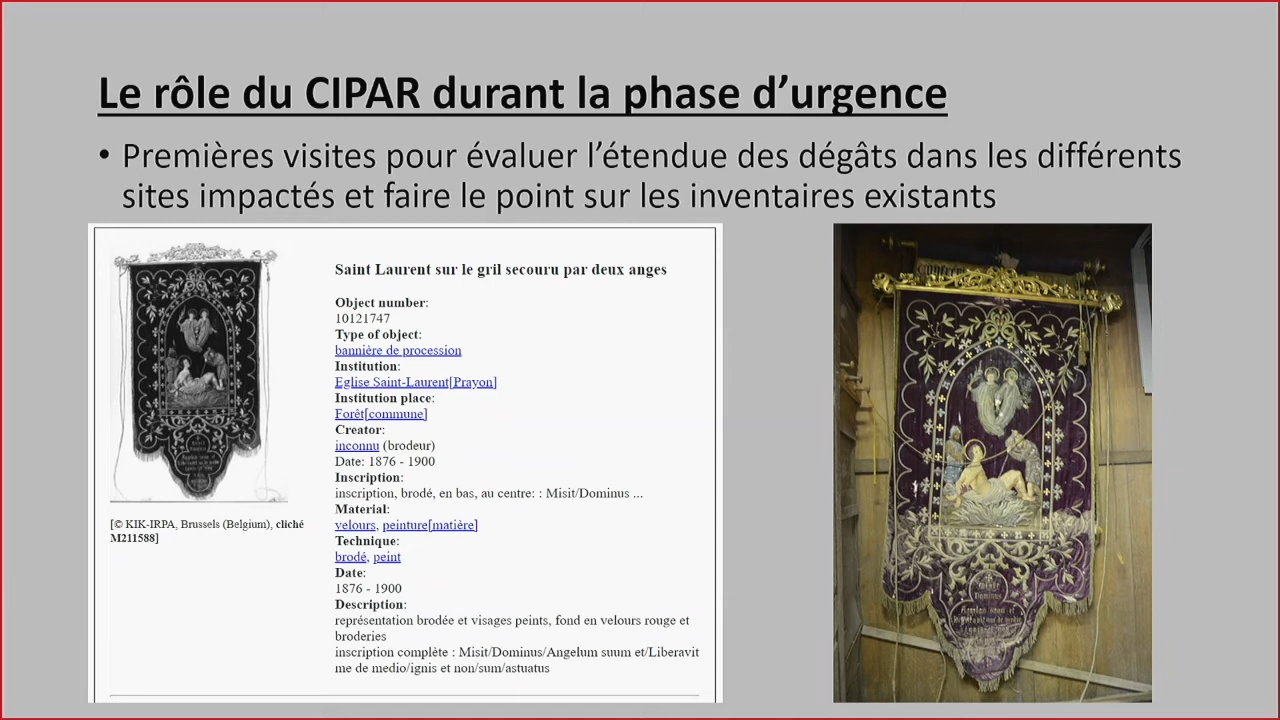 Le rôle du CIPAR durant la phase d’urgence
• Premières visites pour évaluer l’étendue des dégâts dans les différents
sites impactés et faire le point sur les inventaires existants
[© KIK-IRPA, Brussels (Belgium), cliché
M211588]
Saint Laurent sur le gril secouru par deux anges
Object number:
10121747
Type of object:
bannière de procession
Institution:
Eglise Saint-Laurent[Prayon]
Institution place:
Forêt[commune]
Creator:
inconnu (brodeur)
Date: 1876 - 1900
Inscription:
inscription, brodé, en bas, au centre: : Misit/Dominus ...
Material:
velours, peinture[matière]
Technique:
brodé, peint
Date:
1876 - 1900
Description:
représentation brodée et visages peints, fond en velours rouge et
broderies
inscription complète : Misit/Dominus/Angelum suum et/Liberavit
me de medio/ignis et non/sum/astuatus
Dominus